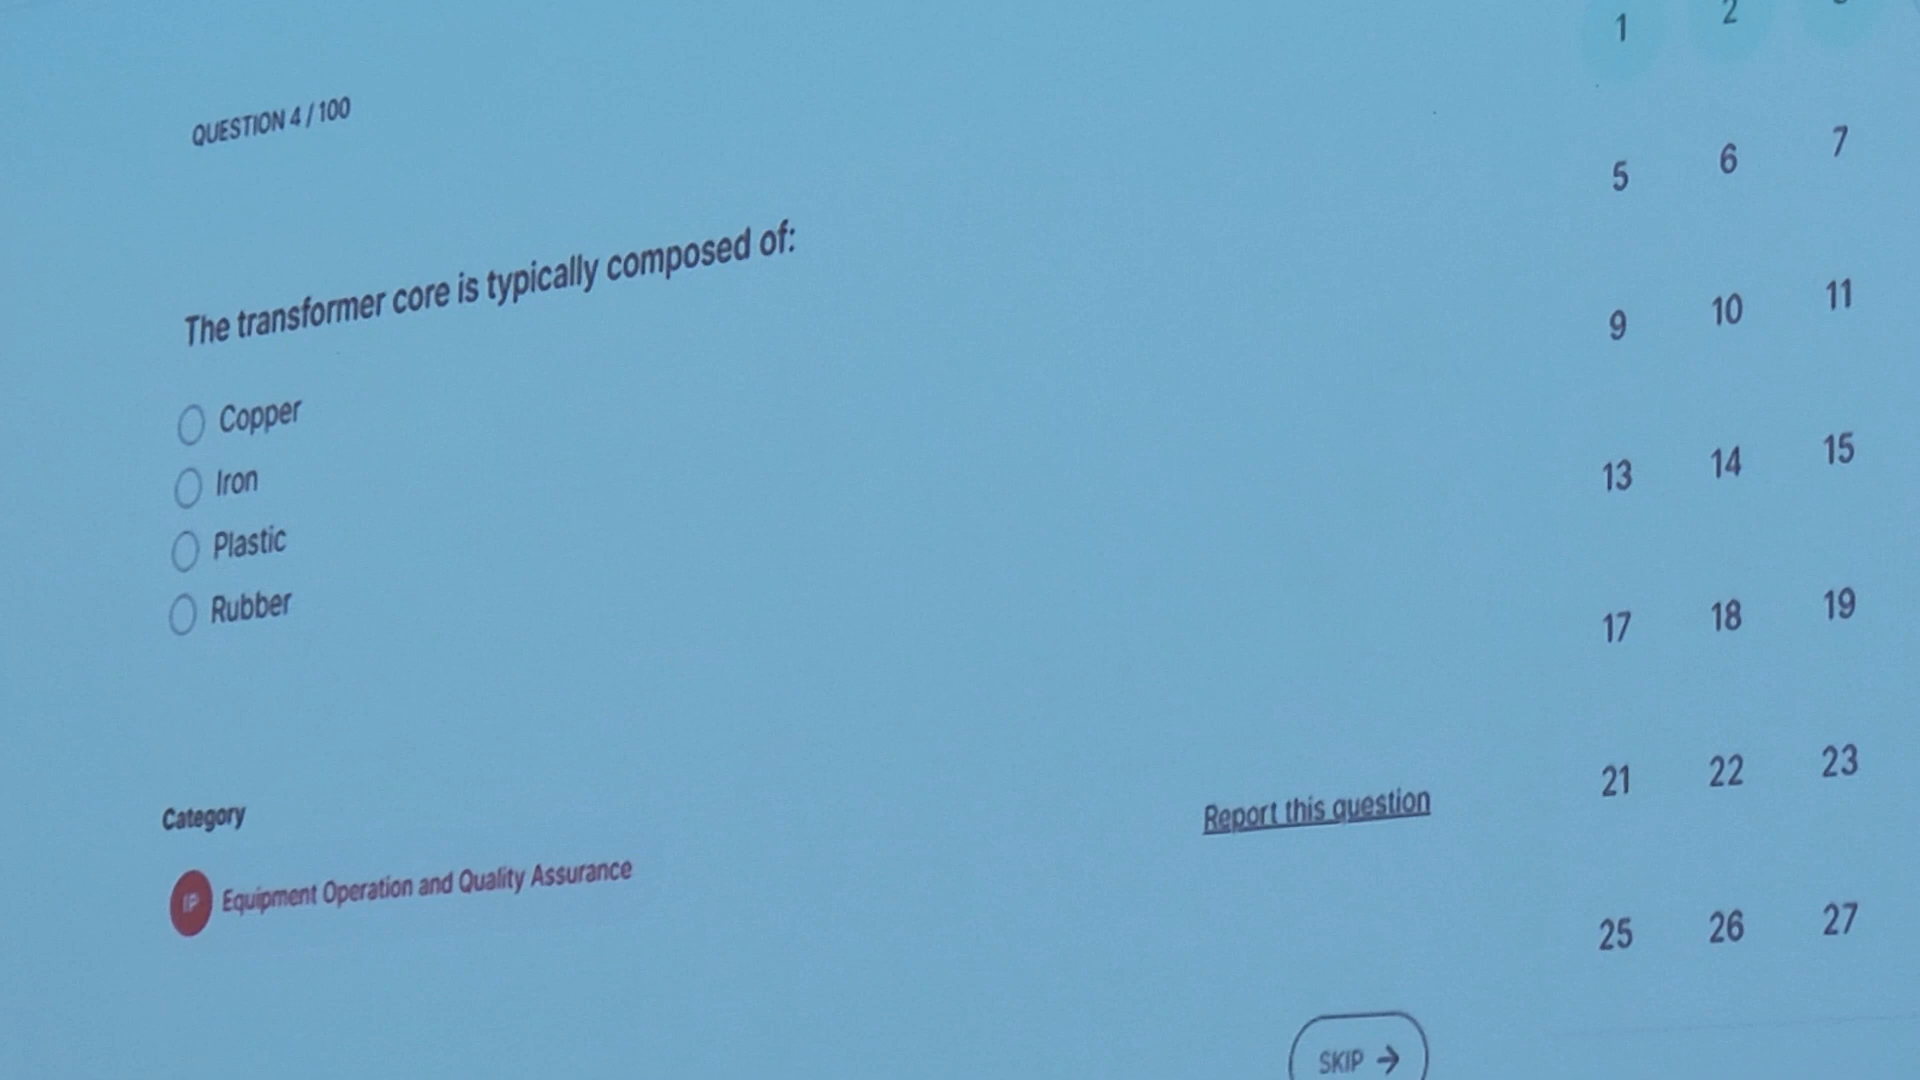 QUESTION 4 / 100
The transformer core is typically composed of:
Copper
Iron
Plastic
Rubber
Category
IP Equipment Operation and Quality Assurance
Report this question
SKIP →
1 2
5 6 7
9 10 11
13 14 15
17 18 19
21 22 23
25 26 27